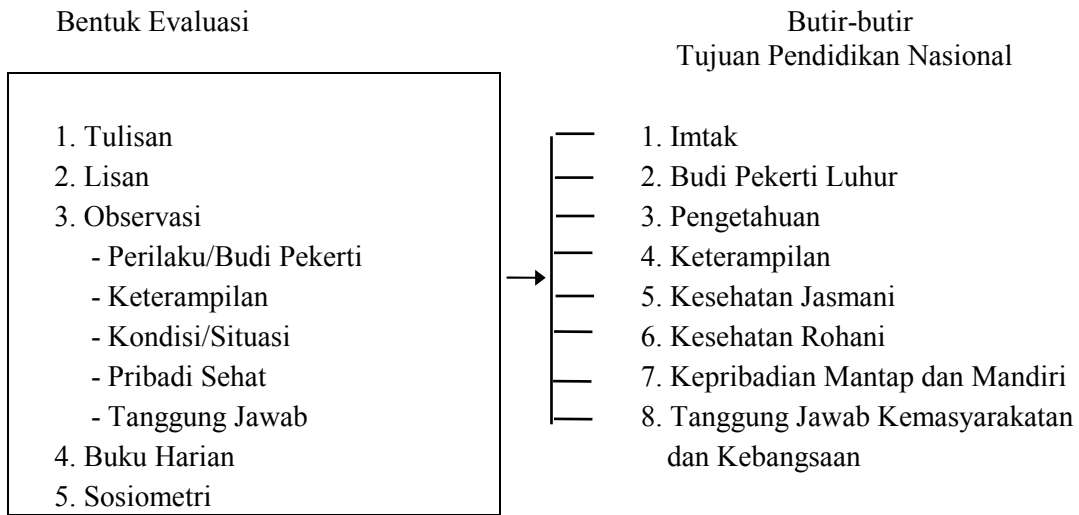 Bentuk Evaluasi
1. Tulisan
2. Lisan
3. Observasi
- Perilaku/Budi Pekerti
- Keterampilan
- Kondisi/Situasi
- Pribadi Sehat
- Tanggung Jawab
4. Buku Harian
5. Sosiometri
Butir-butir
Tujuan Pendidikan Nasional
1. Imtak
2. Budi Pekerti Luhur
3. Pengetahuan
4. Keterampilan
5. Kesehatan Jasmani
6. Kesehatan Rohani
7. Kepribadian Mantap dan Mandiri
8. Tanggung Jawab Kemasyarakatan
dan Kebangsaan